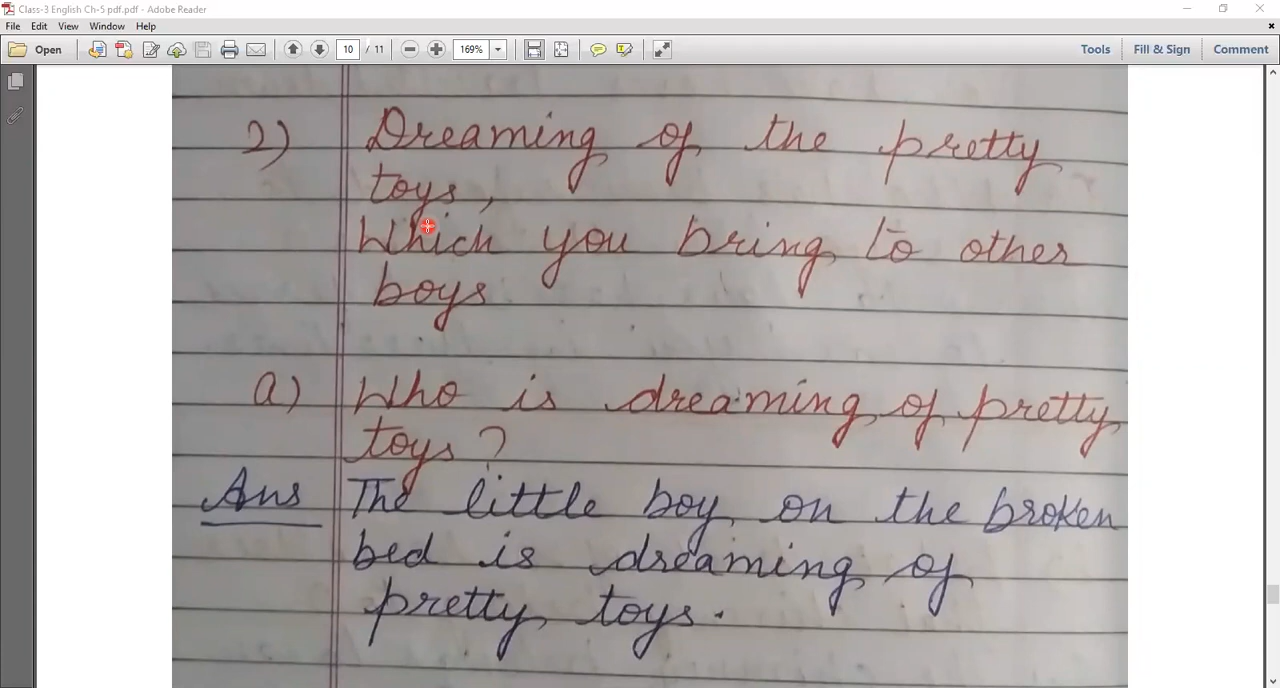 Class-3 English Ch-5 pdf.pdf - Adobe Reader
File Edit View Window Help
Open 10 / 11 169% Tools Fill & Sign Comment
2) Dreaming of the pretty
toys,
Which you bring to other
boys
a) Who is dreaming of pretty
toys?
Ans The little boy on the broken
bed is dreaming of
pretty toys.